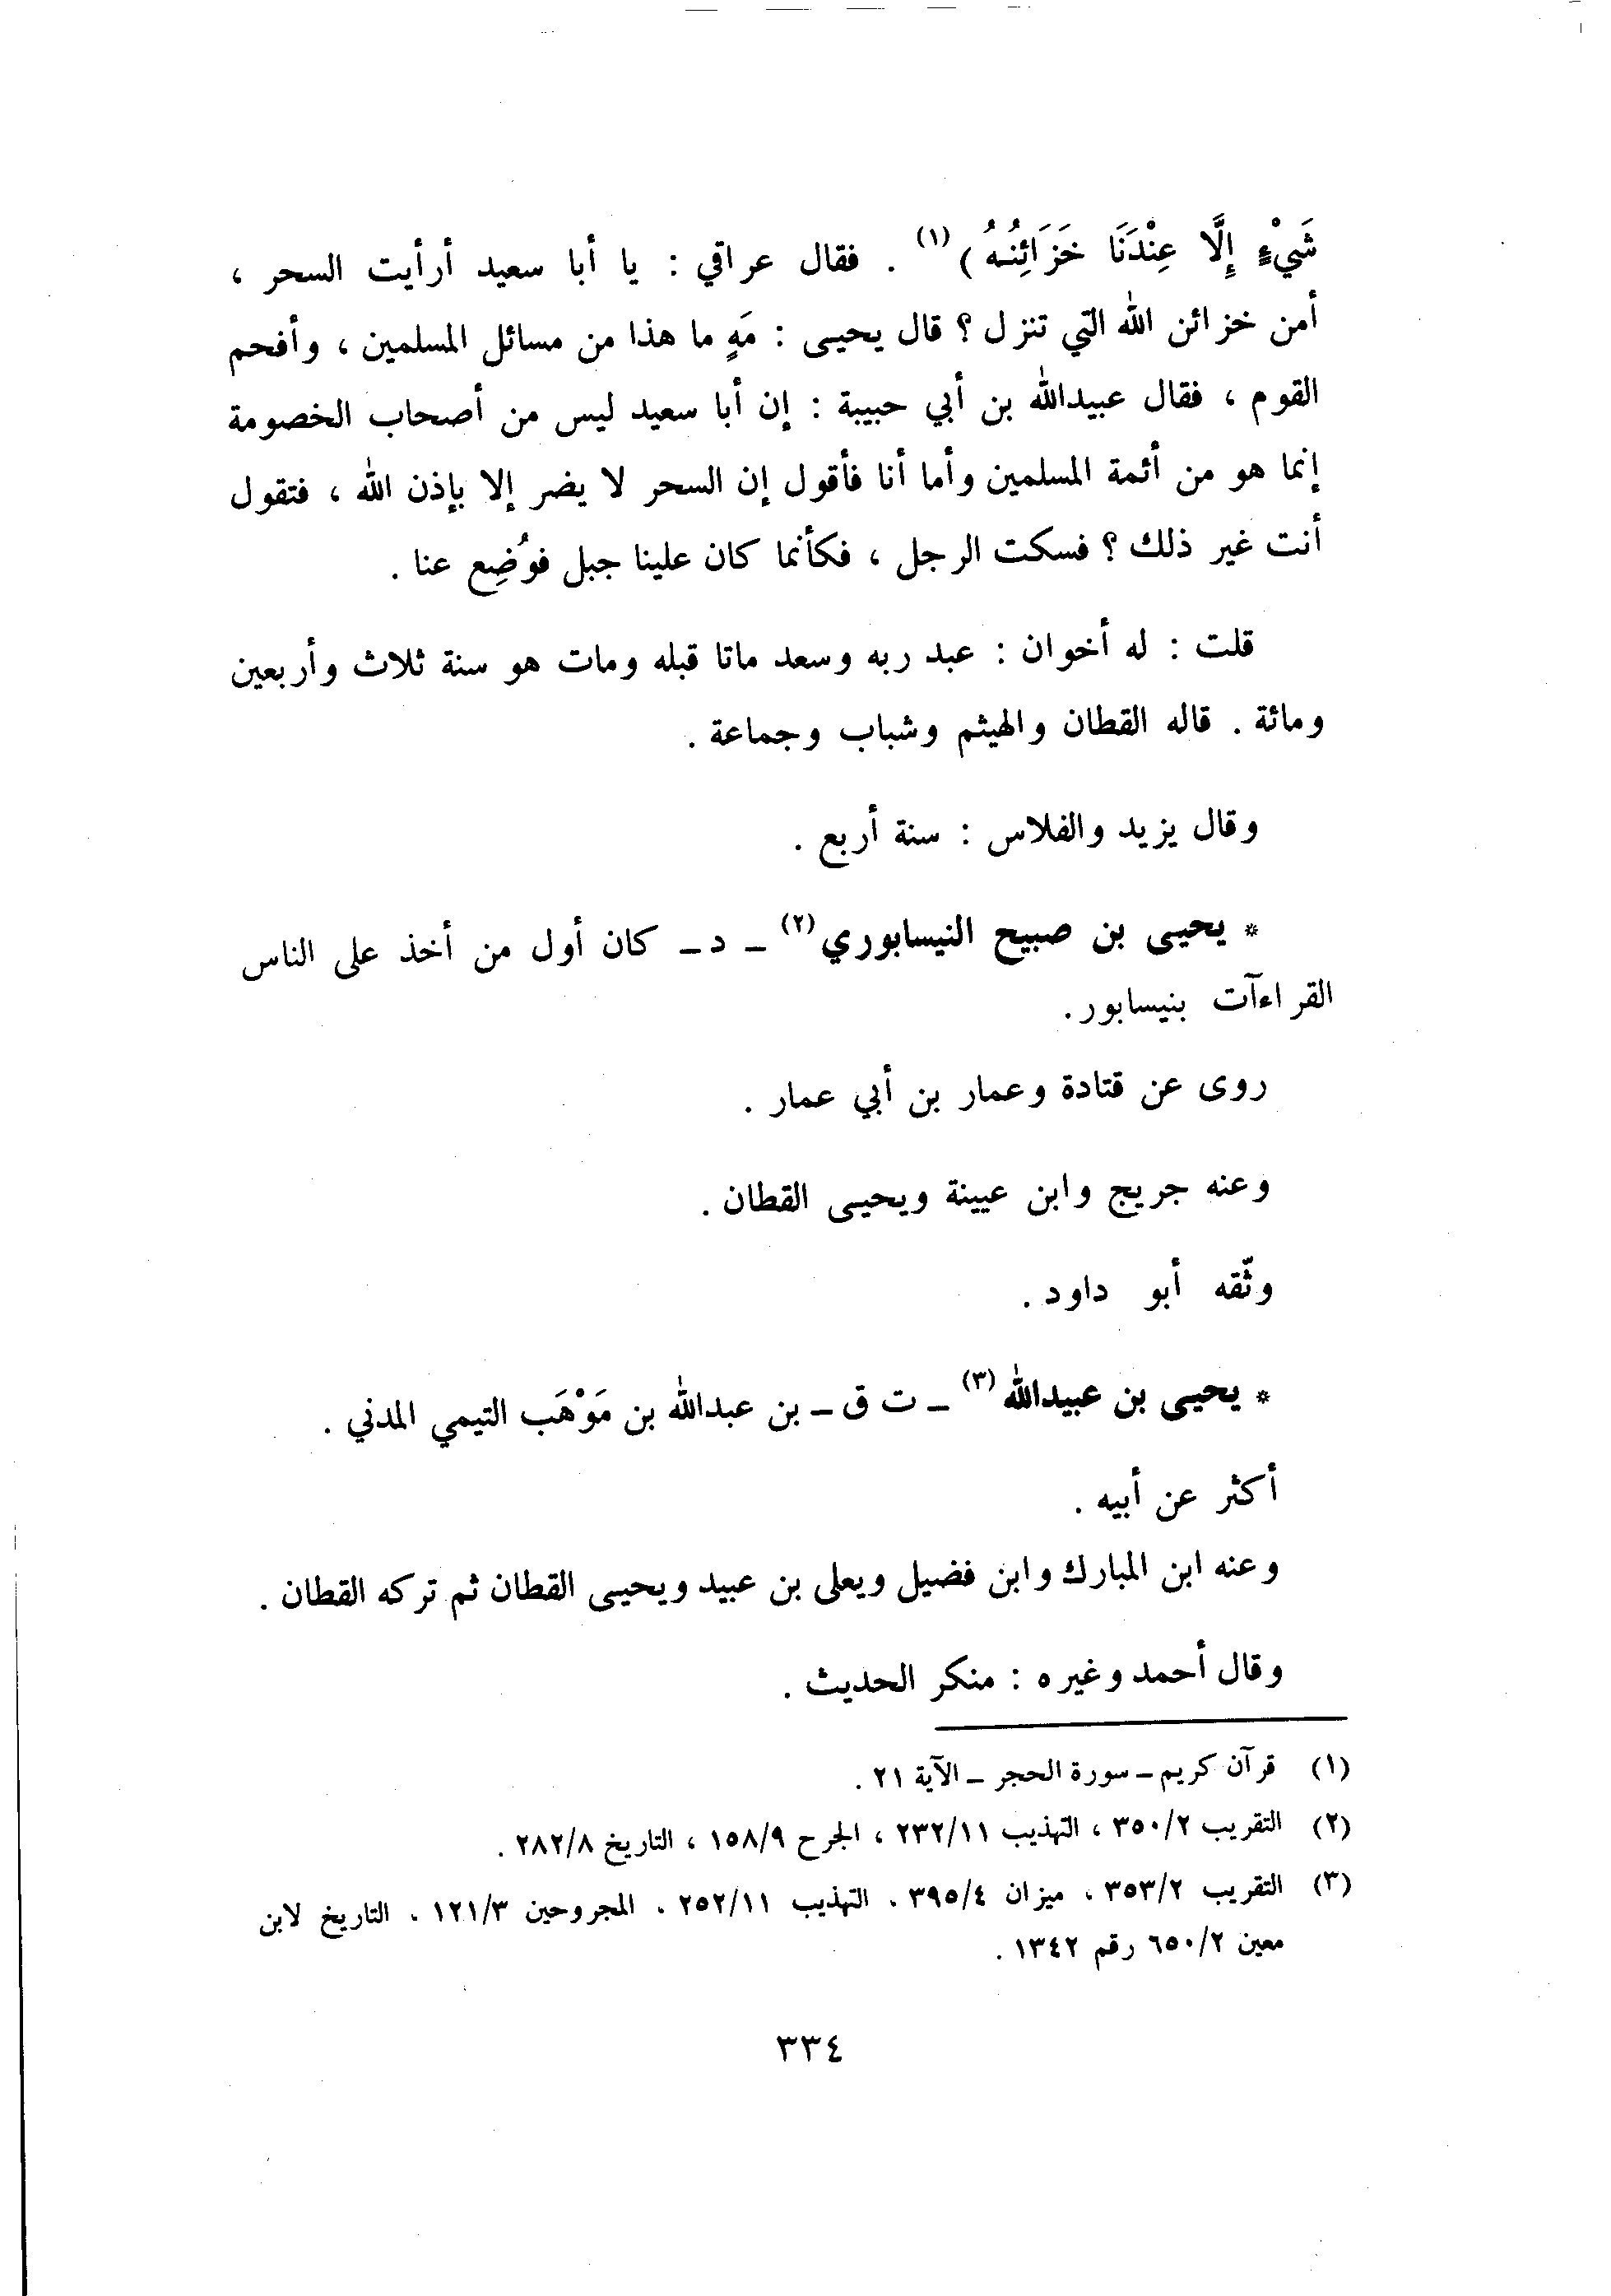 شَيْءٍ إِلَّا عِنْدَنَا خَزَائِنُـهُ ) (١) . فقال عراقي : يا أبا سعيد أرأيت السحر ،
أمن خزائن الله التي تنزل ؟ قال يحيـى : مَهٍ ما هذا من مسائل المسلمين ، وأفحم
القوم ، فقال عبيدالله بن أبي حبيبة : إن أبا سعيد ليس من أصحاب الخصومة
إنما هو من أئمة المسلمين وأما أنا فأقول إن السحر لا يضر إلا بإذن الله ، فتقول
أنت غير ذلك ؟ فسكت الرجل ، فكأنما كان علينا جبل فوُضِع عنا .
قلت : له أخوان : عبد ربه وسعد ماتا قبله ومات هو سنة ثلاث وأربعين
ومائة . قاله القطان والهيثم وشباب وجماعة .
وقال يزيد والفلاس : سنة أربع .
* يحيـى بن صبيح النيسابوري (٢) ـ د ـ كان أول من أخذ على الناس
القراءآت بنيسابور .
روى عن قتادة وعمار بن أبي عمار .
وعنه جريج وابن عيينة ويحيـى القطان .
وثّقه أبو داود .
* يحيـى بن عبيدالله (٣) ـ ت ق ـ بن عبدالله بن مَوْهَب التيمي المدني .
أكثر عن أبيه .
وعنه ابن المبارك وابن فضيل ويعلى بن عبيد ويحيـى القطان ثم تركه القطان .
وقال أحمد وغيره : منكر الحديث .
(١) قرآن كريم ـ سورة الحجر ـ الآية ٢١ .
(٢) التقريب ٣٥٠/٢ ، التهذيب ٢٣٢/١١ ، الجرح ١٥٨/٩ ، التاريخ ٢٨٢/٨ .
(٣) التقريب ٣٥٣/٢ ، ميزان ٣٩٥/٤ ، التهذيب ٢٥٢/١١ ، المجروحين ١٢١/٣ ، التاريخ لابن
معين ٦٥٠/٢ رقم ١٣٤٢ .
٣٣٤